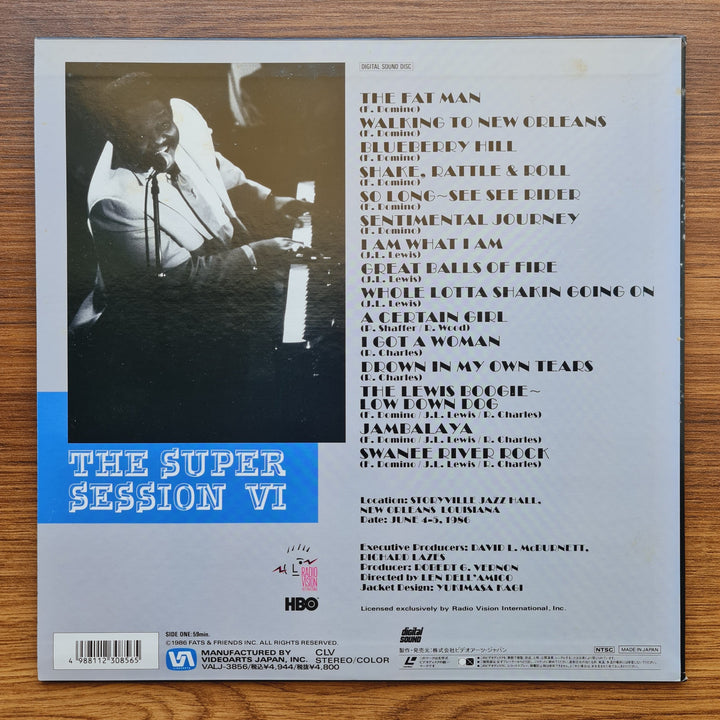 DIGITAL SOUND DISC
THE FAT MAN
(F. Domino)
WALKING TO NEW ORLEANS
(F. Domino)
BLUEBERRY HILL
(F. Domino)
SHAKE, RATTLE & ROLL
(F. Domino)
SO LONG~SEE SEE RIDER
(F. Domino)
SENTIMENTAL JOURNEY
(F. Domino)
I AM WHAT I AM
(J.L. Lewis)
GREAT BALLS OF FIRE
(J.L. Lewis)
WHOLE LOTTA SHAKIN GOING ON
(J.L. Lewis)
A CERTAIN GIRL
(P. Shaffer / R. Wood)
I GOT A WOMAN
(R. Charles)
DROWN IN MY OWN TEARS
(R. Charles)
THE LEWIS BOOGIE~
LOW DOWN DOG
(F. Domino / J.L. Lewis / R. Charles)
JAMBALAYA
(F. Domino / J.L. Lewis / R. Charles)
SWANEE RIVER ROCK
(F. Domino / J.L. Lewis / R. Charles)
THE SUPER
SESSION VI
Location: STORYVILLE JAZZ HALL,
NEW ORLEANS LOUISIANA
Date: JUNE 4-5, 1986
Executive Producers: DAVID L. McBURNETT,
RICHARD LAZES
Producer: ROBERT G. VERNON
Directed by LEN DELL'AMICO
Jacket Design: YUKIMASA KAGI
Licensed exclusively by Radio Vision International, Inc.
RADIO
VISION
INTERNATIONAL
HBO
SIDE ONE:59min.
©1986 FATS & FRIENDS INC. ALL RIGHTS RESERVED.
MANUFACTURED BY
VIDEOARTS JAPAN, INC.
CLV
STEREO/COLOR
VALJ-3856/税込¥4,944/税抜¥4,800
4 988112 308565
digital
SOUND
製作・発売元:株式会社ビデオアーツ・ジャパン
NTSC
MADE IN JAPAN